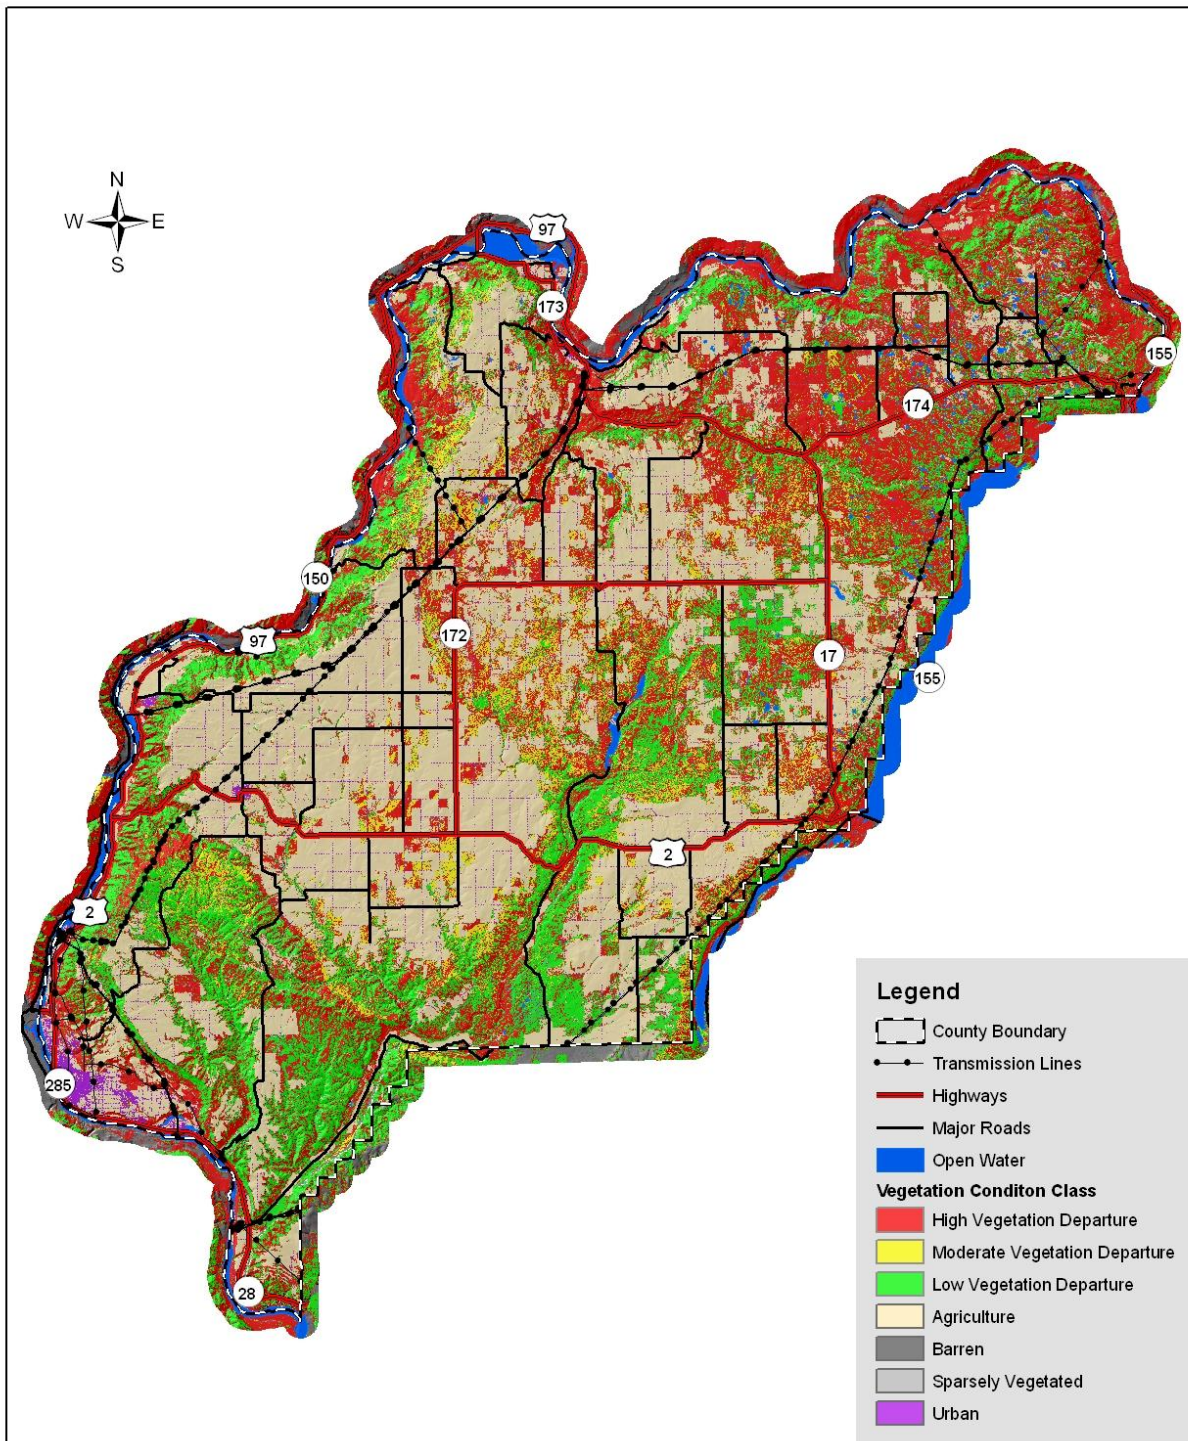 N
W E
S
97
173
155
174
150
97
172
17
155
2
2
285
28
Legend
County Boundary
Transmission Lines
Highways
Major Roads
Open Water
Vegetation Conditon Class
High Vegetation Departure
Moderate Vegetation Departure
Low Vegetation Departure
Agriculture
Barren
Sparsely Vegetated
Urban